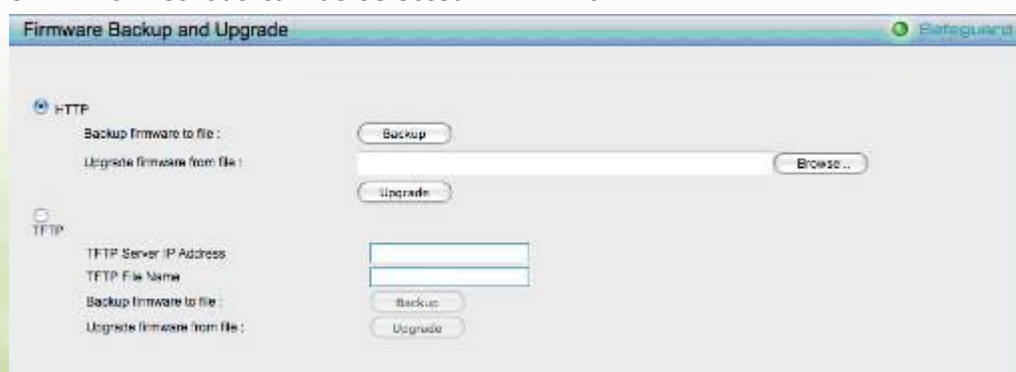 Firmware Backup and Upgrade
Safeguard
HTTP
Backup firmware to file :
Backup
Upgrade firmware from file :
Browse...
Upgrade
TFTP
TFTP Server IP Address
TFTP File Name
Backup firmware to file :
Backup
Upgrade firmware from file :
Upgrade